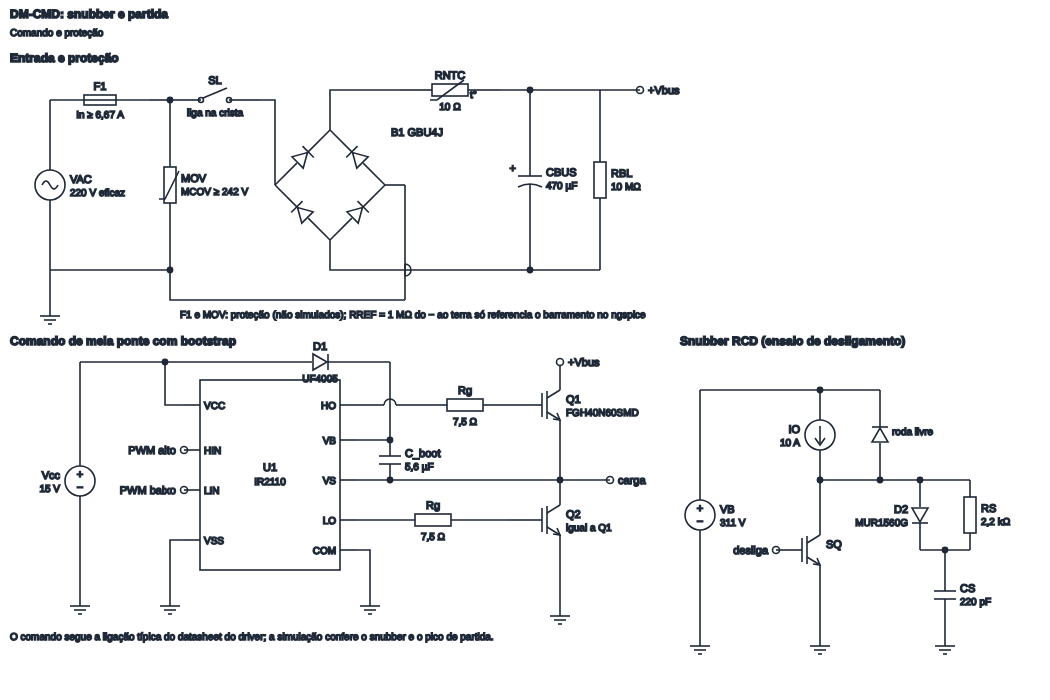 DM-CMD: snubber e partida
Comando e proteção
Entrada e proteção
F1
In ≥ 6,67 A
SL
liga na crista
RNTC
t°
10 Ω
+Vbus
B1 GBU4J
VAC
220 V eficaz
MOV
MCOV ≥ 242 V
+
CBUS
470 µF
RBL
10 MΩ
F1 e MOV: proteção (não simulados); RREF = 1 MΩ do − ao terra só referencia o barramento no ngspice
Comando de meia ponte com bootstrap
D1
UF4005
VCC
HIN
LIN
VSS
HO
VB
VS
LO
COM
U1
IR2110
PWM alto
PWM baixo
Vcc
15 V
+
−
Rg
7,5 Ω
C_boot
5,6 µF
Rg
7,5 Ω
+Vbus
Q1
FGH40N60SMD
carga
Q2
igual a Q1
O comando segue a ligação típica do datasheet do driver; a simulação confere o snubber e o pico de partida.
Snubber RCD (ensaio de desligamento)
IO
10 A
roda livre
VB
311 V
+
−
desliga
SQ
D2
MUR1560G
RS
2,2 kΩ
CS
220 pF